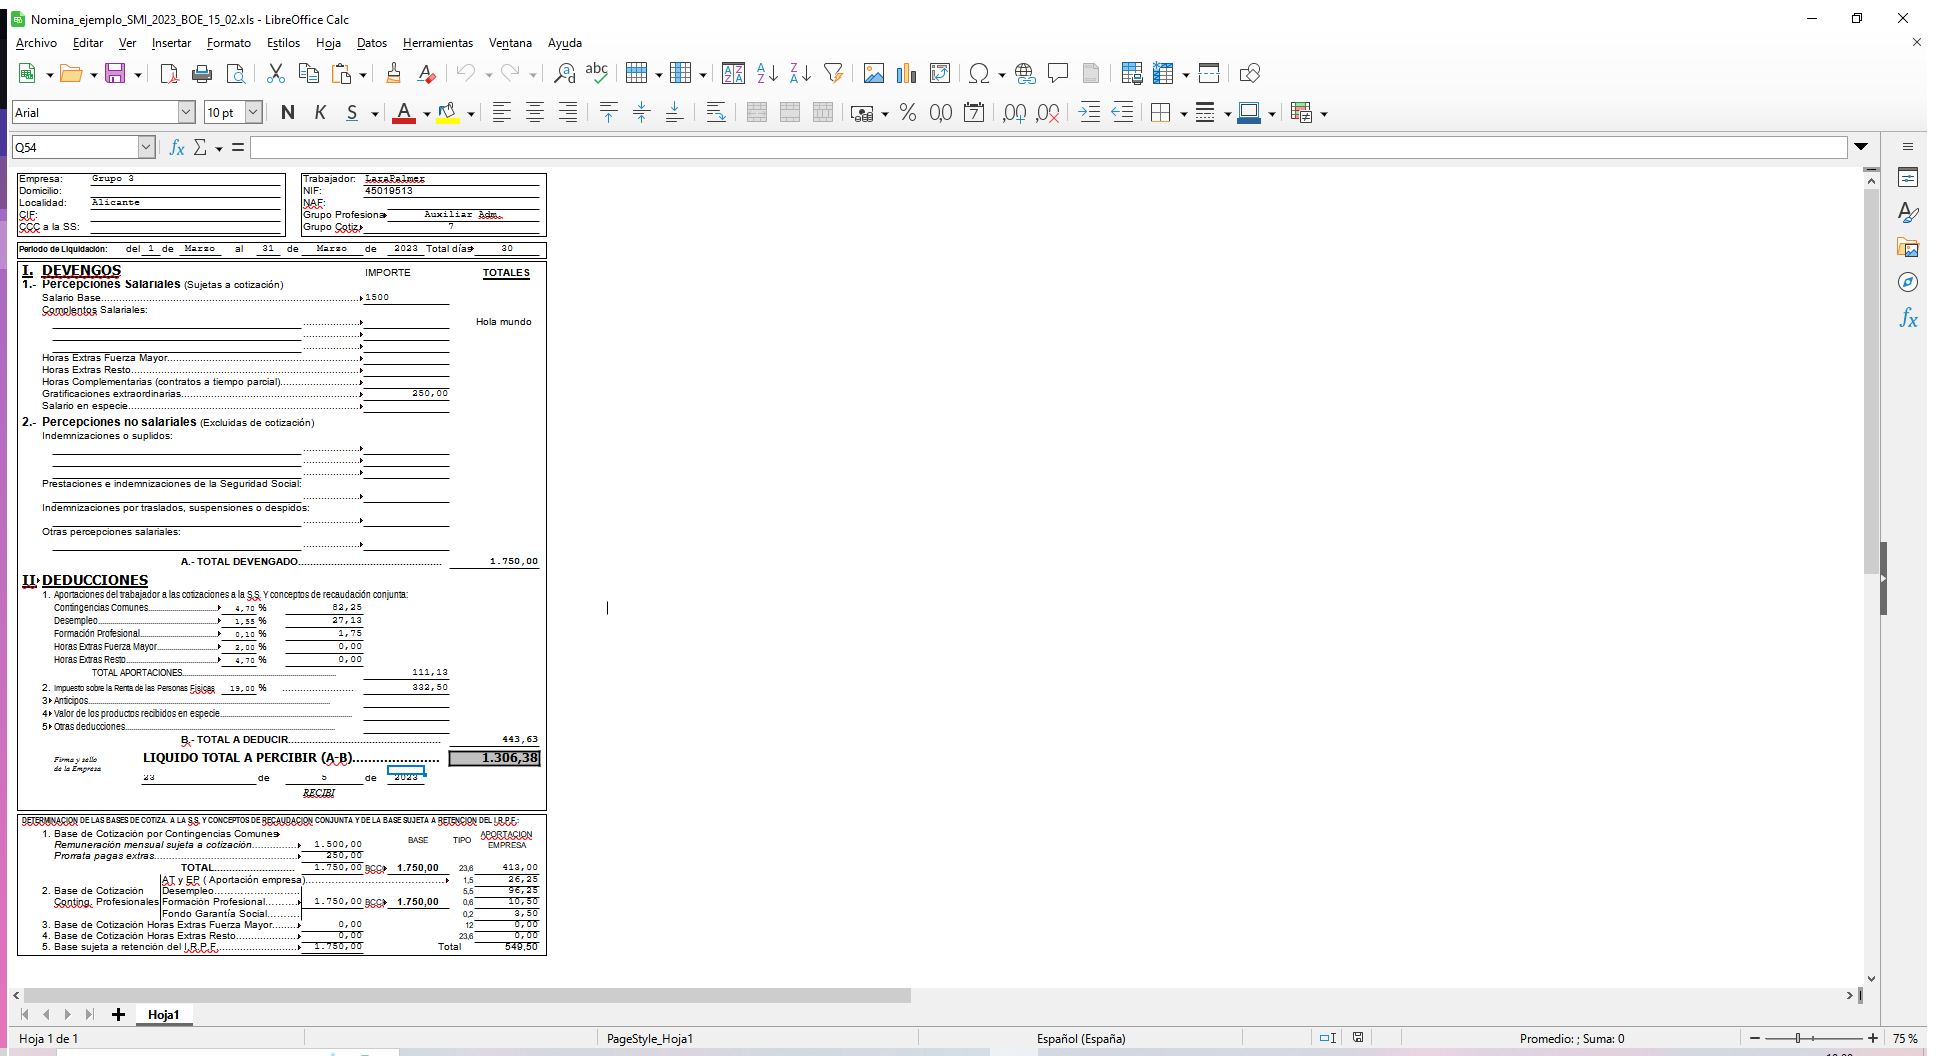 Nomina_ejemplo_SMI_2023_BOE_15_02.xls - LibreOffice Calc
Archivo Editar Ver Insertar Formato Estilos Hoja Datos Herramientas Ventana Ayuda
Arial 10 pt N K S A
Q54 fx Σ =
Empresa: Grupo 3
Domicilio:
Localidad: Alicante
CIF:
CCC a la SS:
Trabajador: LaraPalmer
NIF: 45019513
NAF:
Grupo Profesiona Auxiliar Adm.
Grupo Cotiz. 7
Periodo de Liquidación: del 1 de Marzo al 31 de Marzo de 2023 Total días 30
I. DEVENGOS IMPORTE TOTALES
1.- Percepciones Salariales (Sujetas a cotización)
Salario Base 1500
Complentos Salariales:
Hola mundo
Horas Extras Fuerza Mayor
Horas Extras Resto
Horas Complementarias (contratos a tiempo parcial)
Gratificaciones extraordinarias 250,00
Salario en especie
2.- Percepciones no salariales (Excluidas de cotización)
Indemnizaciones o suplidos:
Prestaciones e indemnizaciones de la Seguridad Social:
Indemnizaciones por traslados, suspensiones o despidos:
Otras percepciones salariales:
A.- TOTAL DEVENGADO 1.750,00
II DEDUCCIONES
1. Aportaciones del trabajador a las cotizaciones a la S.S. Y conceptos de recaudación conjunta:
Contingencias Comunes 4,70 % 82,25
Desempleo 1,55 % 27,13
Formación Profesional 0,10 % 1,75
Horas Extras Fuerza Mayor 2,00 % 0,00
Horas Extras Resto 4,70 % 0,00
TOTAL APORTACIONES 111,13
2. Impuesto sobre la Renta de las Personas Físicas 19,00 % 332,50
3 Anticipos
4 Valor de los productos recibidos en especie
5 Otras deducciones
B.- TOTAL A DEDUCIR 443,63
Firma y sello
de la Empresa
LIQUIDO TOTAL A PERCIBIR (A-B) 1.306,38
23 de 5 de 2023
RECIBI
DETERMINACION DE LAS BASES DE COTIZA. A LA S.S. Y CONCEPTOS DE RECAUDACION CONJUNTA Y DE LA BASE SUJETA A RETENCION DEL I.R.P.F.:
1. Base de Cotización por Contingencias Comunes BASE TIPO APORTACION EMPRESA
Remuneración mensual sujeta a cotización 1.500,00
Prorrata pagas extras 250,00
TOTAL 1.750,00 BCC 1.750,00 23,6 413,00
AT y EP ( Aportación empresa) 1,5 26,25
2. Base de Cotización Desempleo 5,5 96,25
Conting. Profesionales Formación Profesional 1.750,00 BCC 1.750,00 0,6 10,50
Fondo Garantía Social 0,2 3,50
3. Base de Cotización Horas Extras Fuerza Mayor 0,00 12 0,00
4. Base de Cotización Horas Extras Resto 0,00 23,6 0,00
5. Base sujeta a retención del I.R.P.F. 1.750,00 Total 549,50
Hoja1
Hoja 1 de 1 PageStyle_Hoja1 Español (España) Promedio: ; Suma: 0 75 %